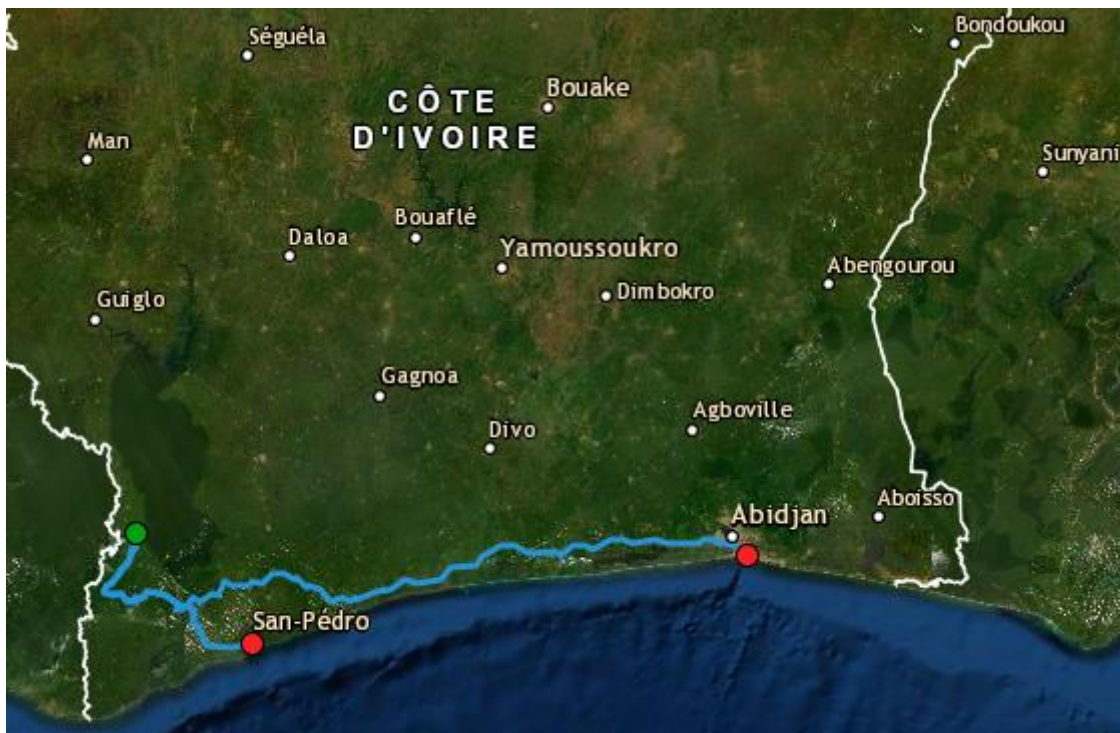 Séguéla
Bondoukou
CÔTE
D'IVOIRE
Bouake
Man
Sunyani
Bouaflé
Daloa
Yamoussoukro
Abengourou
Dimbokro
Guiglo
Gagnoa
Agboville
Divo
Aboisso
Abidjan
San-Pédro